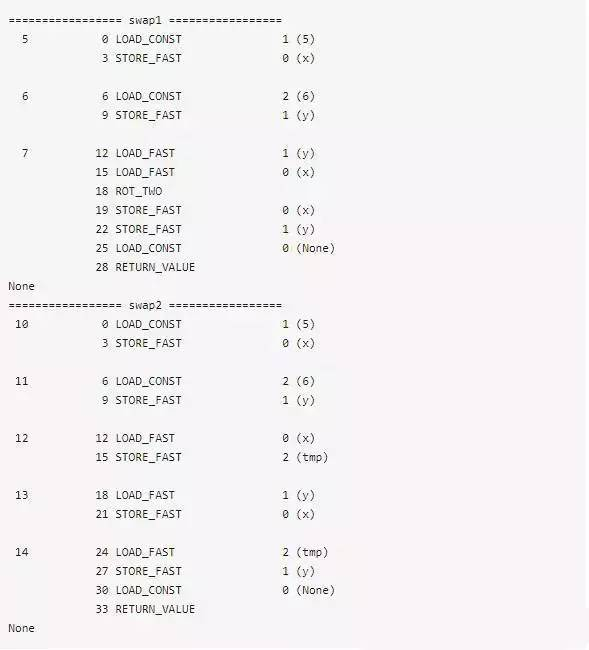 ================= swap1 =================
5 0 LOAD_CONST 1 (5)
3 STORE_FAST 0 (x)
6 6 LOAD_CONST 2 (6)
9 STORE_FAST 1 (y)
7 12 LOAD_FAST 1 (y)
15 LOAD_FAST 0 (x)
18 ROT_TWO
19 STORE_FAST 0 (x)
22 STORE_FAST 1 (y)
25 LOAD_CONST 0 (None)
28 RETURN_VALUE
None
================= swap2 =================
10 0 LOAD_CONST 1 (5)
3 STORE_FAST 0 (x)
11 6 LOAD_CONST 2 (6)
9 STORE_FAST 1 (y)
12 12 LOAD_FAST 0 (x)
15 STORE_FAST 2 (tmp)
13 18 LOAD_FAST 1 (y)
21 STORE_FAST 0 (x)
14 24 LOAD_FAST 2 (tmp)
27 STORE_FAST 1 (y)
30 LOAD_CONST 0 (None)
33 RETURN_VALUE
None